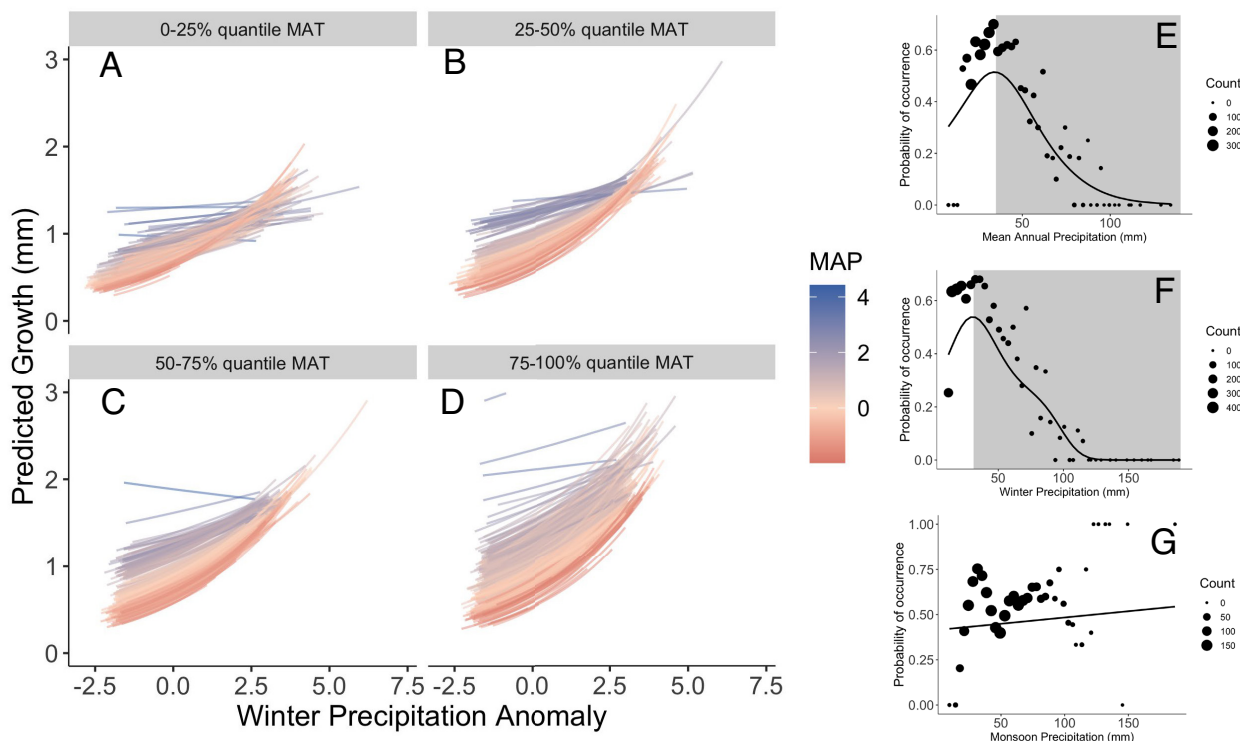 0-25% quantile MAT
25-50% quantile MAT
A
B
3
2
1
0
50-75% quantile MAT
75-100% quantile MAT
C
D
3
2
1
0
-2.5 0.0 2.5 5.0 7.5
-2.5 0.0 2.5 5.0 7.5
Predicted Growth (mm)
Winter Precipitation Anomaly
MAP
4
2
0
E
Probability of occurrence
0.6
0.4
0.2
0.0
50 100
Mean Annual Precipitation (mm)
Count
0
100
200
300
F
Probability of occurrence
0.6
0.4
0.2
0.0
50 100 150
Winter Precipitation (mm)
Count
0
100
200
300
400
G
Probability of occurrence
1.00
0.75
0.50
0.25
0.00
50 100 150
Monsoon Precipitation (mm)
Count
0
50
100
150